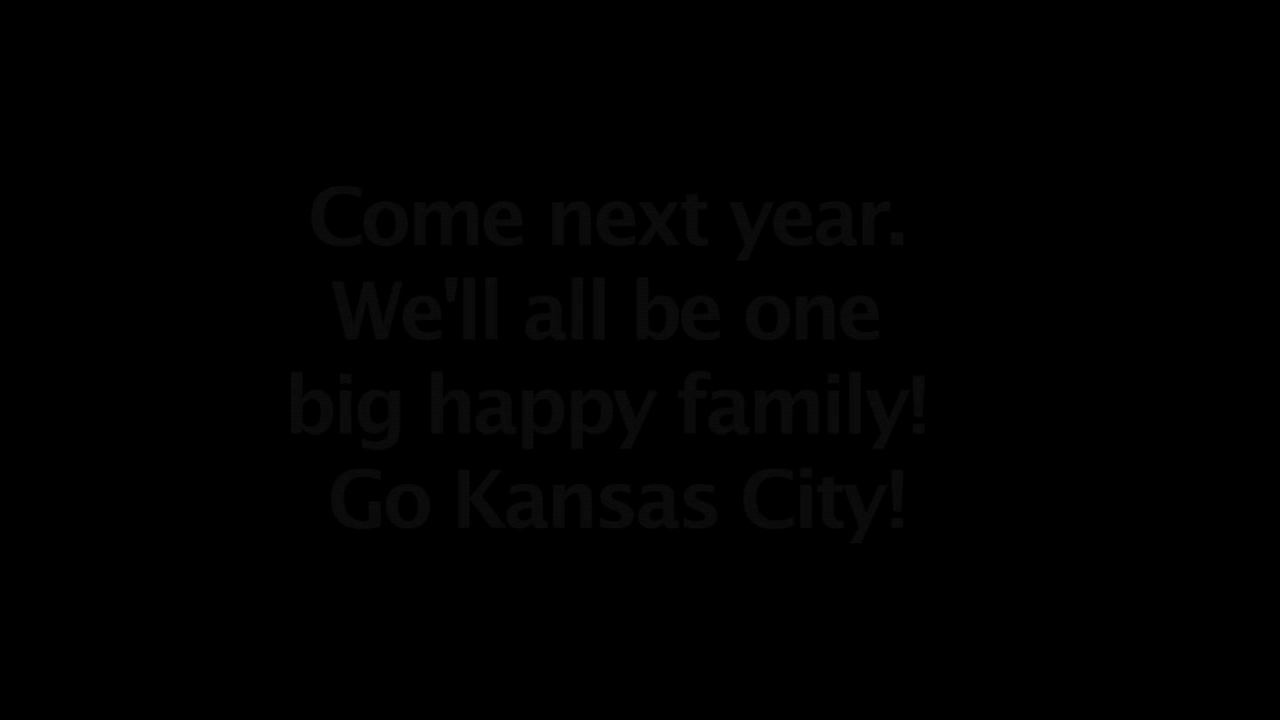 Come next year.
We'll all be one
big happy family!
Go Kansas City!